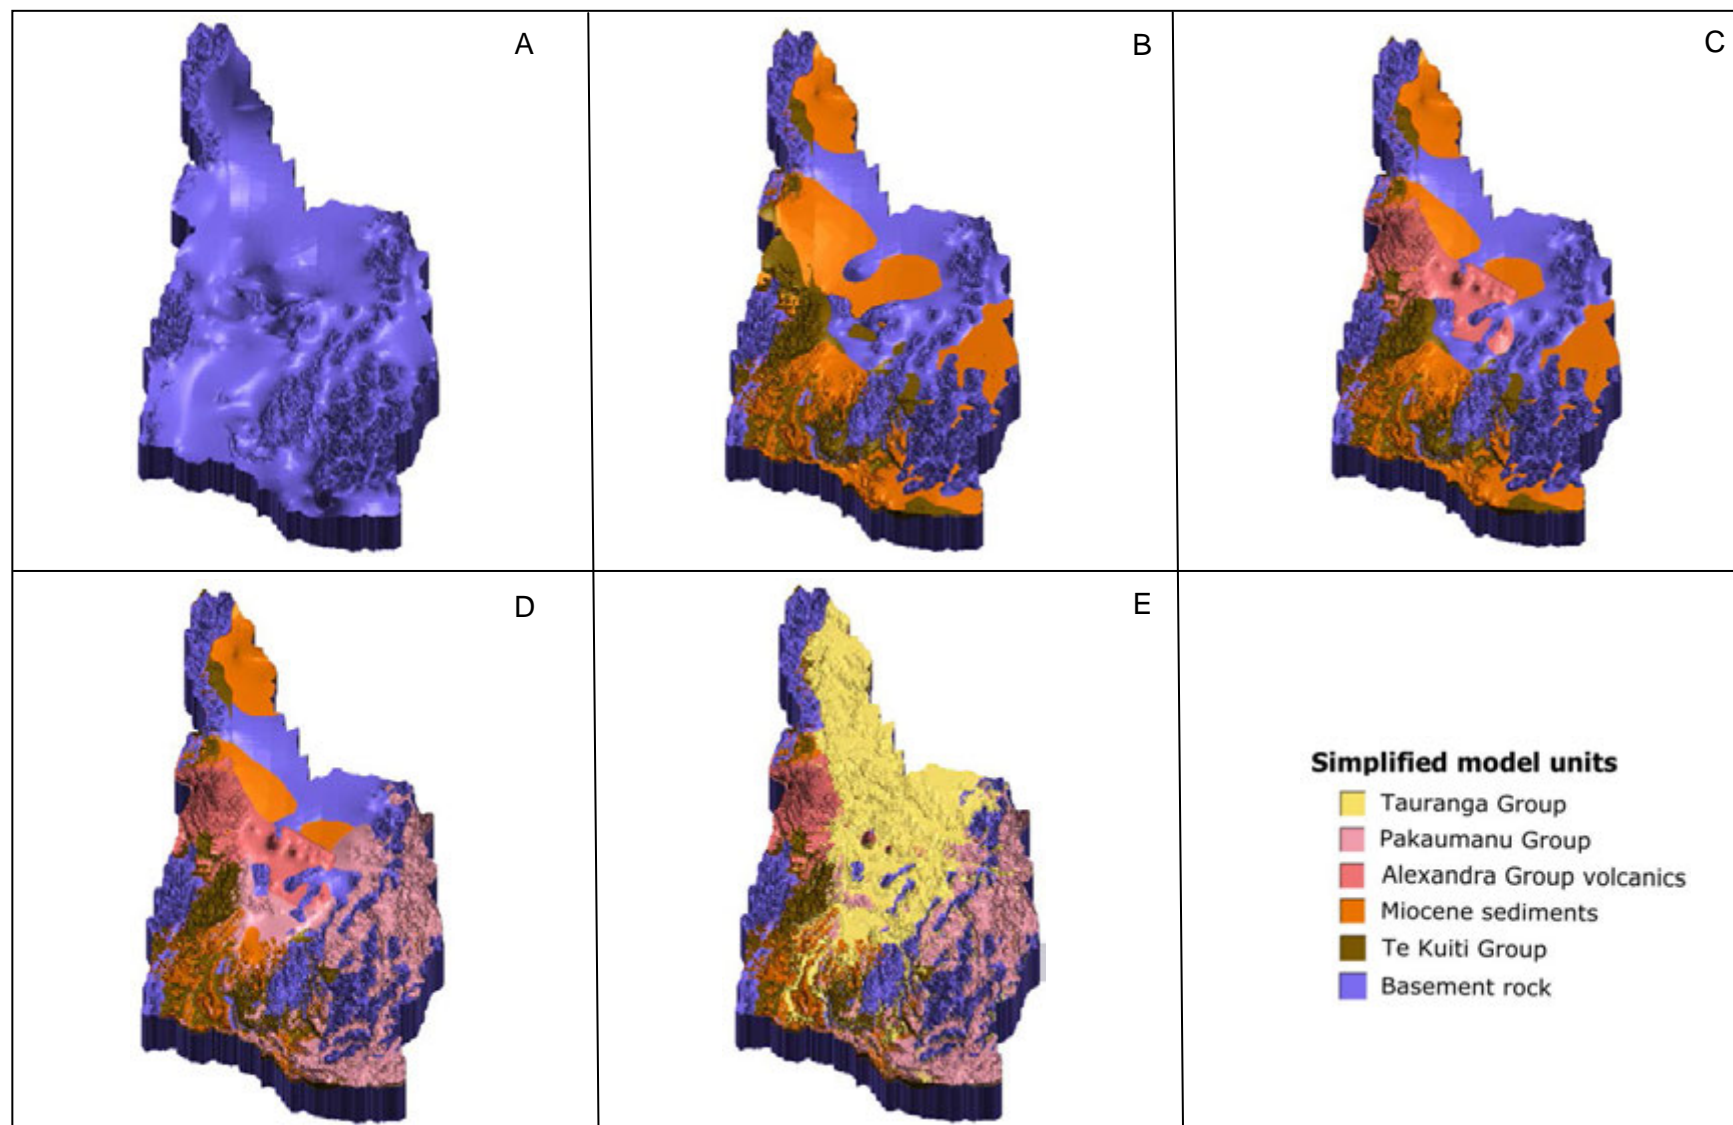 A
B
C
D
E
Simplified model units
Tauranga Group
Pakaumanu Group
Alexandra Group volcanics
Miocene sediments
Te Kuiti Group
Basement rock